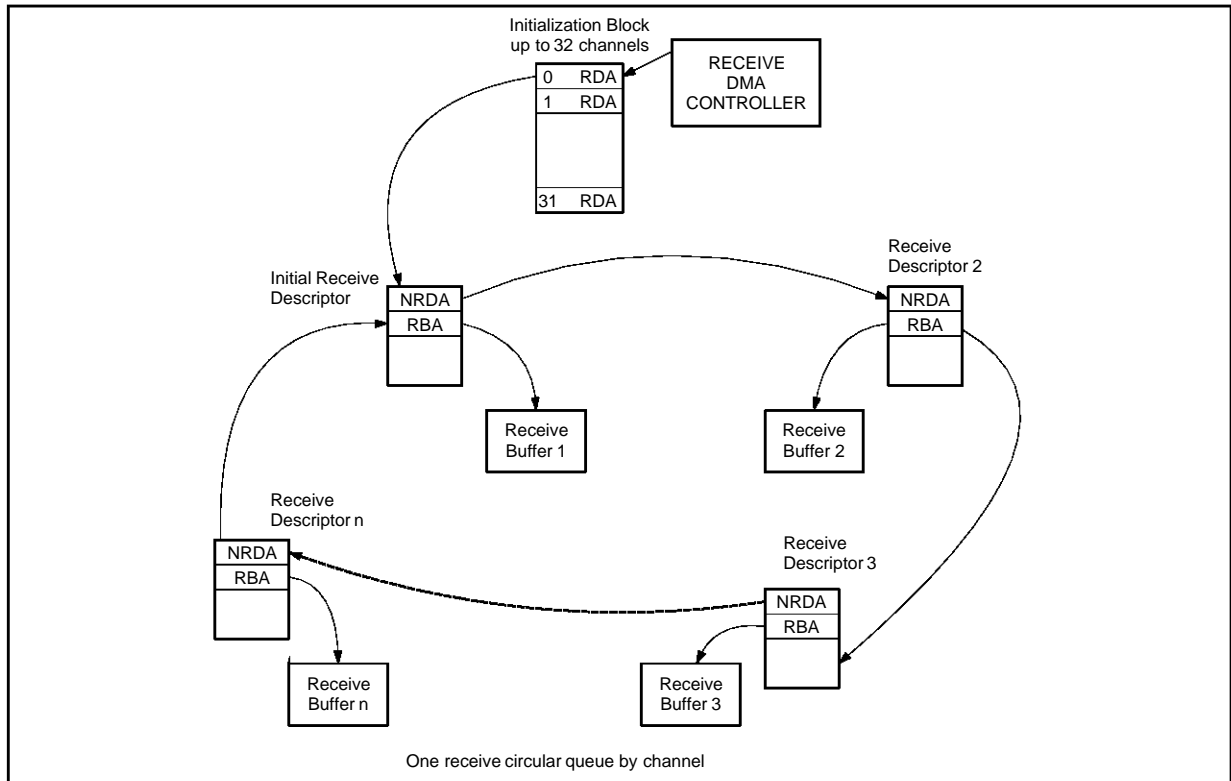 Initialization Block
up to 32 channels
RECEIVE
DMA
CONTROLLER
0 RDA
1 RDA
31 RDA
Initial Receive
Descriptor
NRDA
RBA
Receive
Buffer 1
Receive
Descriptor 2
NRDA
RBA
Receive
Buffer 2
Receive
Descriptor n
NRDA
RBA
Receive
Buffer n
Receive
Descriptor 3
NRDA
RBA
Receive
Buffer 3
One receive circular queue by channel